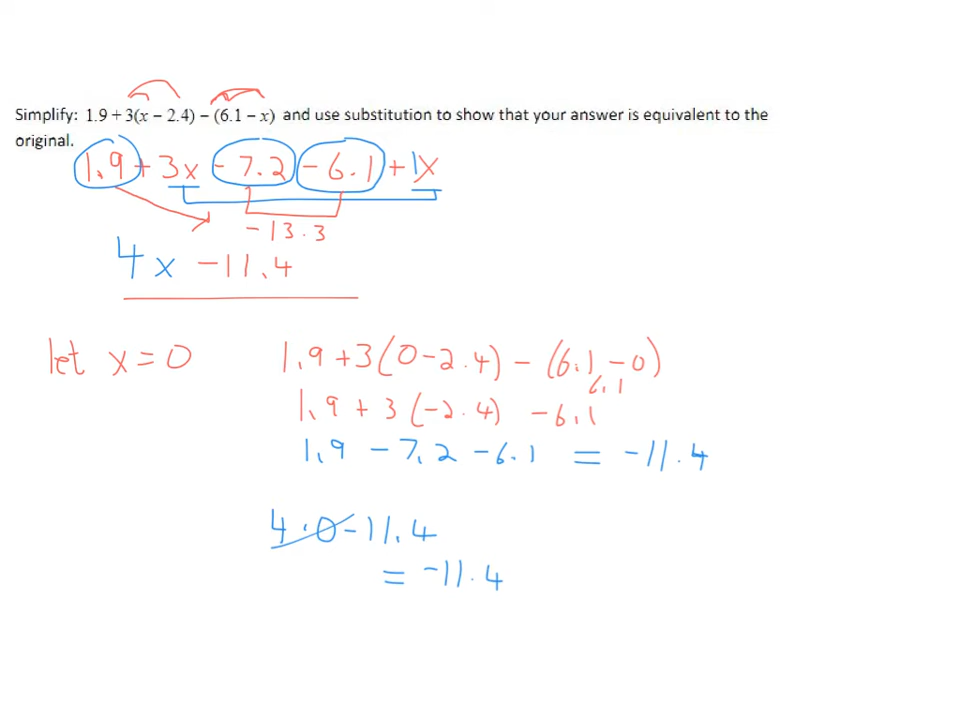 Simplify: 1.9 + 3(x − 2.4) − (6.1 − x) and use substitution to show that your answer is equivalent to the
original.
1.9 + 3x − 7.2 − 6.1 + 1x
−13.3
4x −11.4
let x = 0 1.9 + 3(0 − 2.4) − (6.1 − 0)
6.1
1.9 + 3(−2.4) −6.1
1.9 − 7.2 −6.1 = −11.4
4 · 0 − 11.4
= −11.4